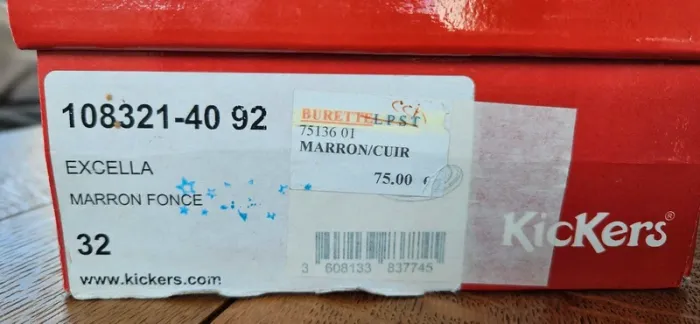 108321-40 92
EXCELLA
MARRON FONCE
32
www.kickers.com
BURETTELPST
75136 01
MARRON/CUIR
75.00 €
3 608133 837745
KicKers®